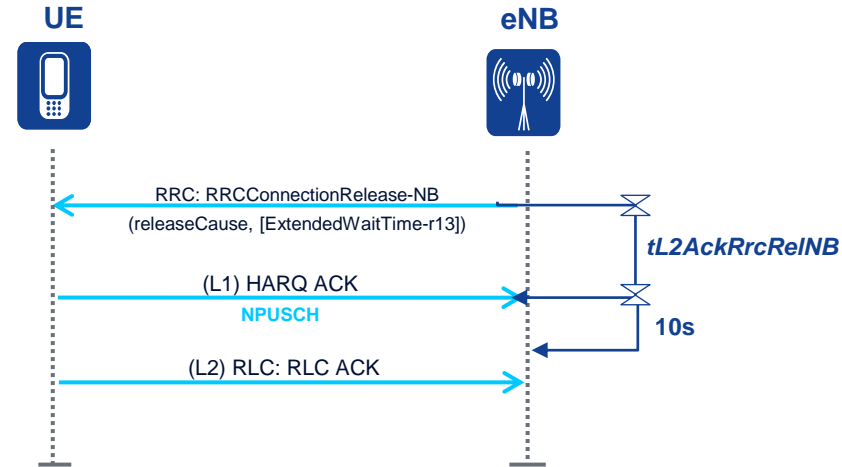 UE
eNB
RRC: RRCConnectionRelease-NB
(releaseCause, [ExtendedWaitTime-r13])
tL2AckRrcRelNB
(L1) HARQ ACK
NPUSCH
10s
(L2) RLC: RLC ACK